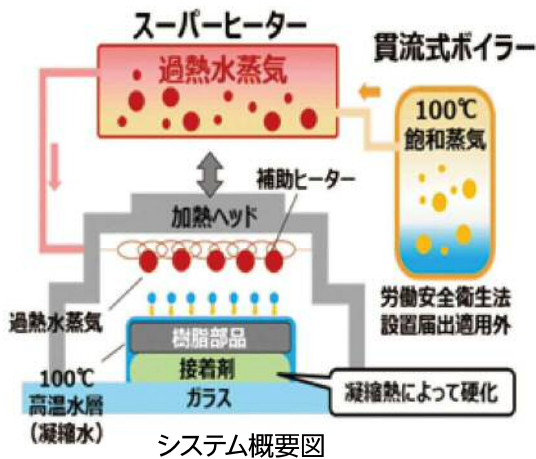 スーパーヒーター
貫流式ボイラー
過熱水蒸気
100℃
飽和蒸気
補助ヒーター
加熱ヘッド
労働安全衛生法
設置届出適用外
過熱水蒸気
樹脂部品
接着剤
ガラス
100℃
高温水層
（凝縮水）
凝縮熱によって硬化
システム概要図